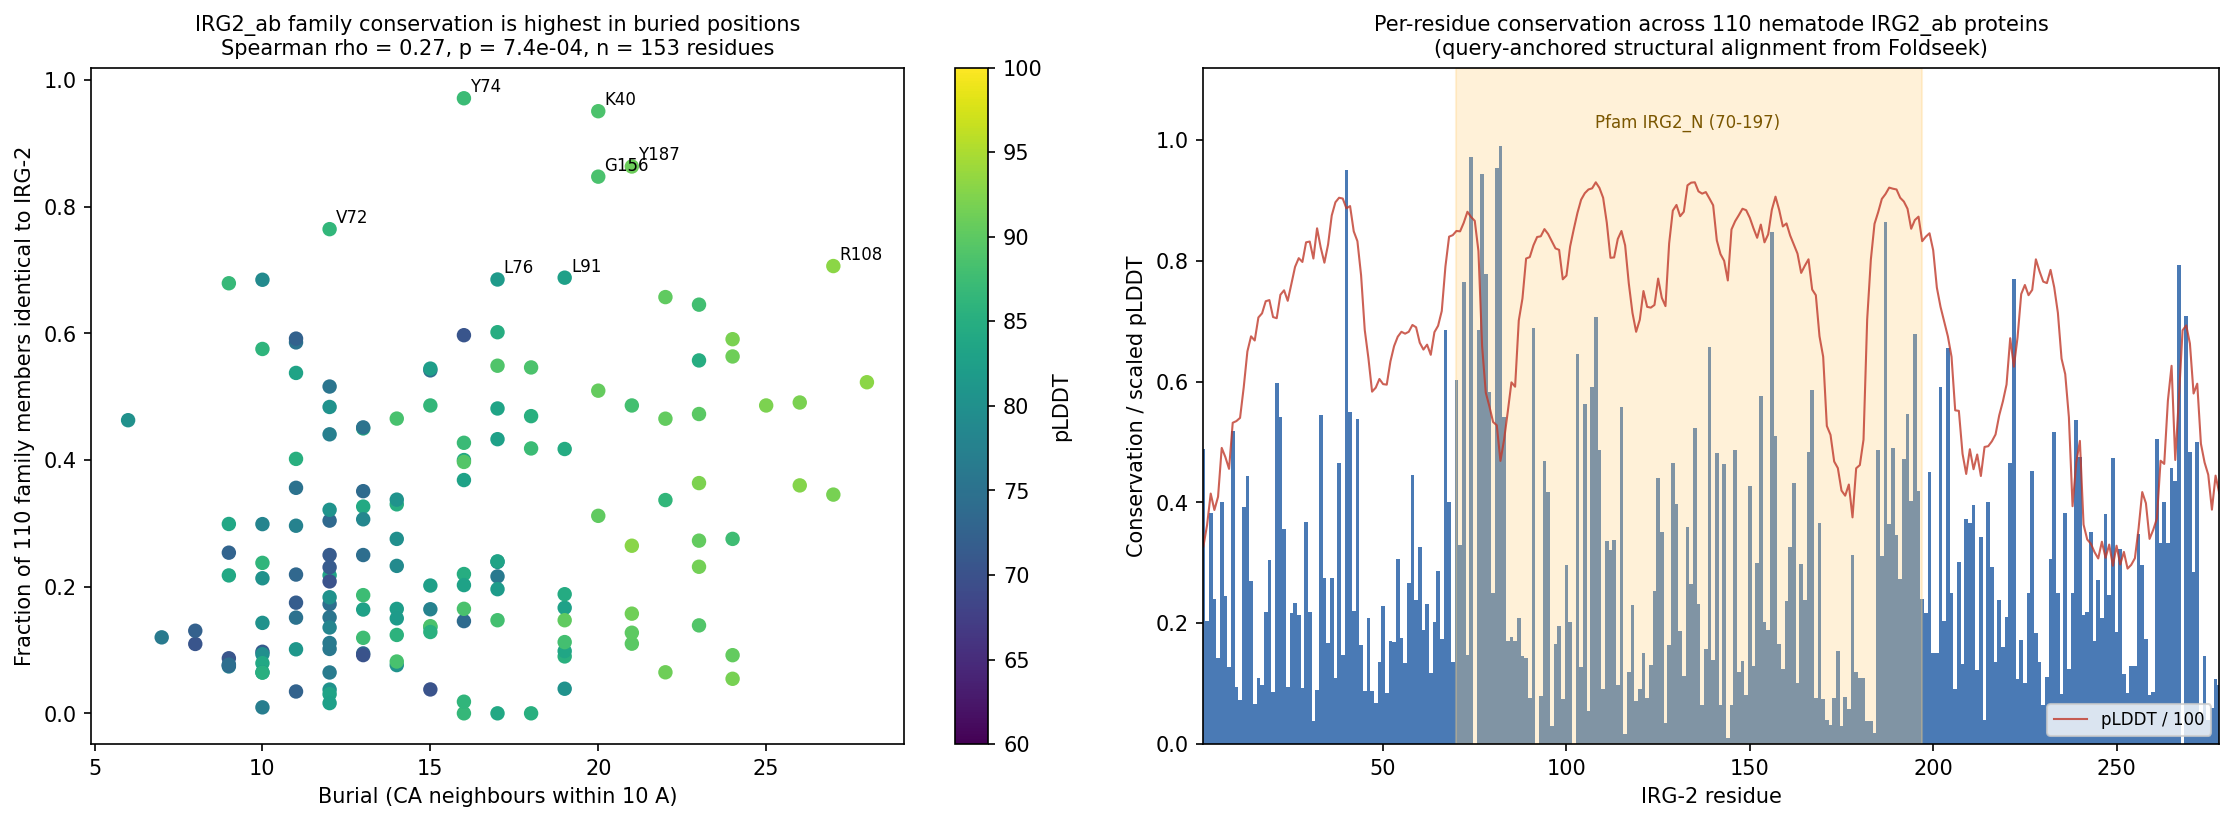 IRG2_ab family conservation is highest in buried positions
Spearman rho = 0.27, p = 7.4e-04, n = 153 residues
Fraction of 110 family members identical to IRG-2
1.0
0.8
0.6
0.4
0.2
0.0
Y74
K40
Y187
G156
V72
R108
L76
L91
5
10
15
20
25
Burial (CA neighbours within 10 A)
100
95
90
85
80
75
70
65
60
pLDDT
Per-residue conservation across 110 nematode IRG2_ab proteins
(query-anchored structural alignment from Foldseek)
Conservation / scaled pLDDT
1.0
0.8
0.6
0.4
0.2
0.0
Pfam IRG2_N (70-197)
pLDDT / 100
50
100
150
200
250
IRG-2 residue